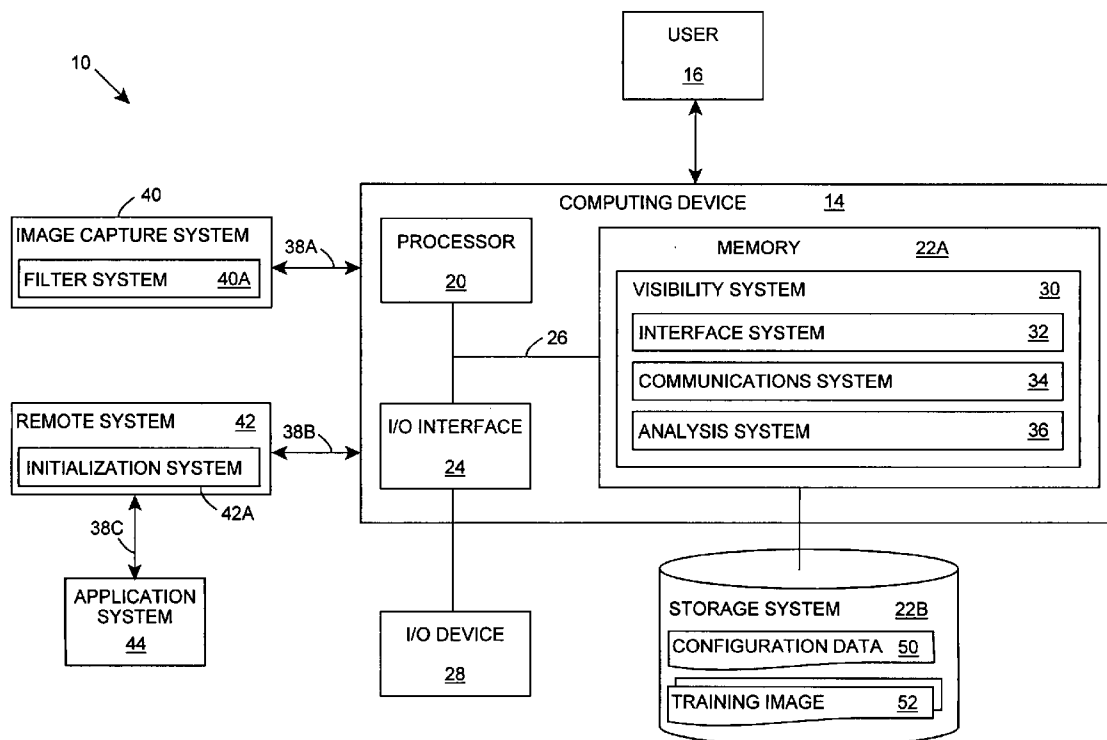 10
USER
16
40
IMAGE CAPTURE SYSTEM
FILTER SYSTEM 40A
38A
COMPUTING DEVICE 14
PROCESSOR
20
MEMORY 22A
VISIBILITY SYSTEM 30
INTERFACE SYSTEM 32
COMMUNICATIONS SYSTEM 34
ANALYSIS SYSTEM 36
26
REMOTE SYSTEM 42
INITIALIZATION SYSTEM
42A
38B
I/O INTERFACE
24
38C
APPLICATION
SYSTEM
44
I/O DEVICE
28
STORAGE SYSTEM 22B
CONFIGURATION DATA 50
TRAINING IMAGE 52